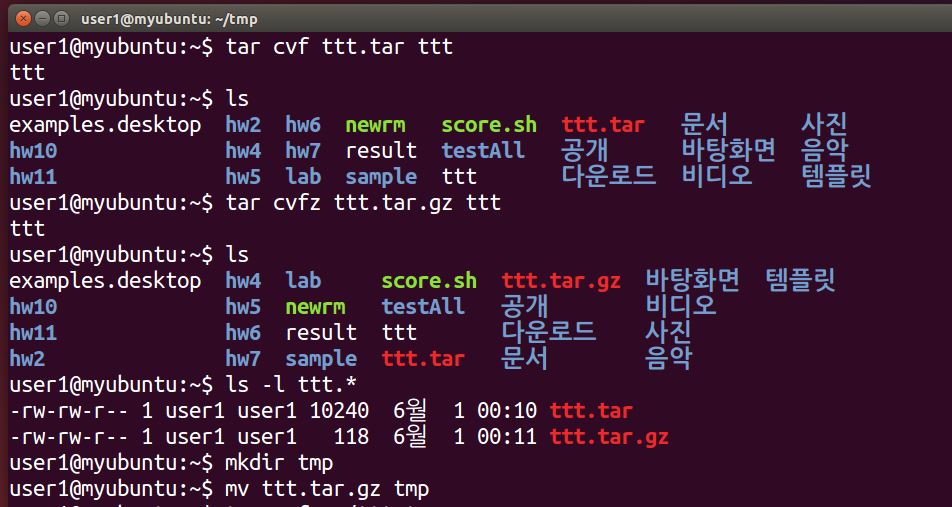 user1@myubuntu: ~/tmp
user1@myubuntu:~$ tar cvf ttt.tar ttt
ttt
user1@myubuntu:~$ ls
examples.desktop  hw2  hw6  newrm   score.sh  ttt.tar   문서      사진
hw10              hw4  hw7  result  testAll   공개      바탕화면  음악
hw11              hw5  lab  sample  ttt       다운로드  비디오    템플릿
user1@myubuntu:~$ tar cvfz ttt.tar.gz ttt
ttt
user1@myubuntu:~$ ls
examples.desktop  hw4  lab     score.sh  ttt.tar.gz  바탕화면  템플릿
hw10              hw5  newrm   testAll   공개        비디오
hw11              hw6  result  ttt       다운로드    사진
hw2               hw7  sample  ttt.tar   문서        음악
user1@myubuntu:~$ ls -l ttt.*
-rw-rw-r-- 1 user1 user1 10240  6월  1 00:10 ttt.tar
-rw-rw-r-- 1 user1 user1   118  6월  1 00:11 ttt.tar.gz
user1@myubuntu:~$ mkdir tmp
user1@myubuntu:~$ mv ttt.tar.gz tmp